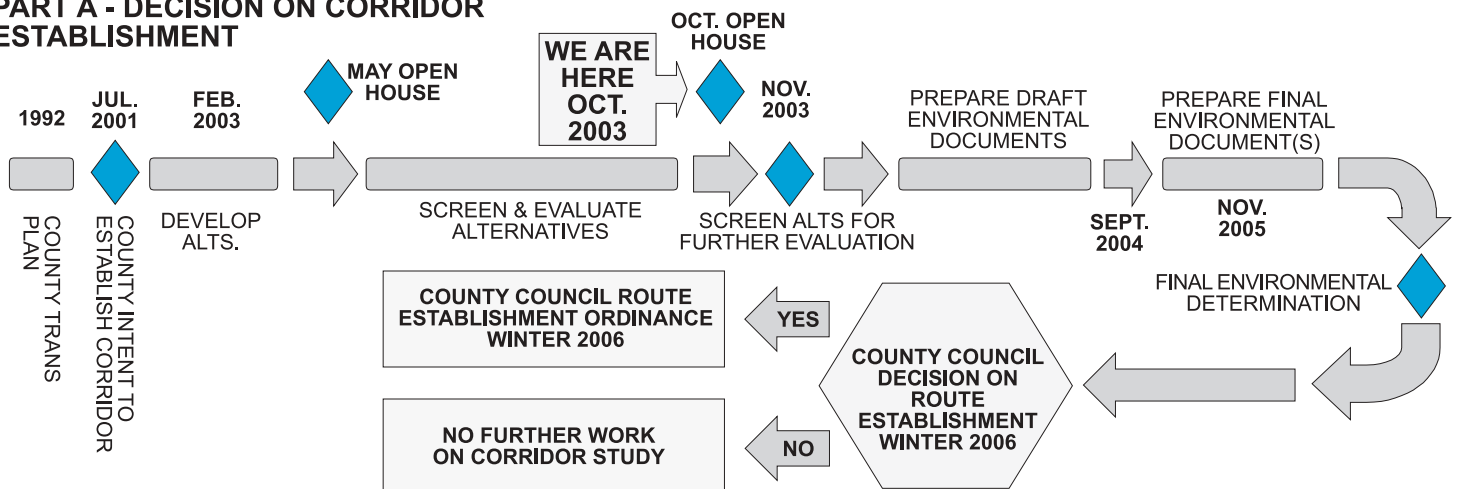 PART A - DECISION ON CORRIDOR
ESTABLISHMENT
1992
COUNTY TRANS
PLAN
JUL.
2001
COUNTY INTENT TO
ESTABLISH CORRIDOR
FEB.
2003
DEVELOP
ALTS.
MAY OPEN
HOUSE
SCREEN & EVALUATE
ALTERNATIVES
WE ARE
HERE
OCT.
2003
OCT. OPEN
HOUSE
NOV.
2003
SCREEN ALTS FOR
FURTHER EVALUATION
PREPARE DRAFT
ENVIRONMENTAL
DOCUMENTS
SEPT.
2004
PREPARE FINAL
ENVIRONMENTAL
DOCUMENT(S)
NOV.
2005
FINAL ENVIRONMENTAL
DETERMINATION
COUNTY COUNCIL
DECISION ON
ROUTE
ESTABLISHMENT
WINTER 2006
YES
COUNTY COUNCIL ROUTE
ESTABLISHMENT ORDINANCE
WINTER 2006
NO
NO FURTHER WORK
ON CORRIDOR STUDY